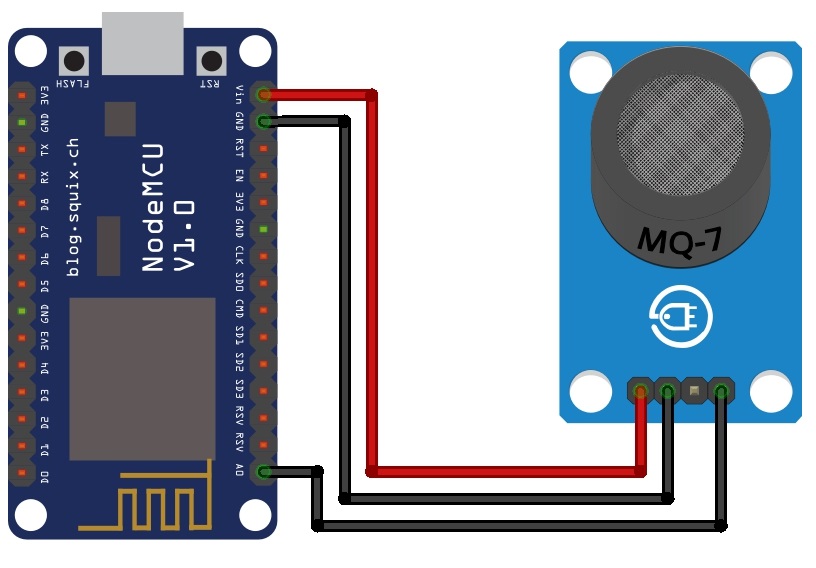 FLASH
RST
3V3
GND
TX
RX
D8
D7
D6
D5
GND
3V3
D4
D3
D2
D1
D0
blog.squix.ch
NodeMCU
V1.0
Vin
GND
RST
EN
3V3
GND
CLK
SD0
CMD
SD1
SD2
SD3
RSV
RSV
A0
MQ-7